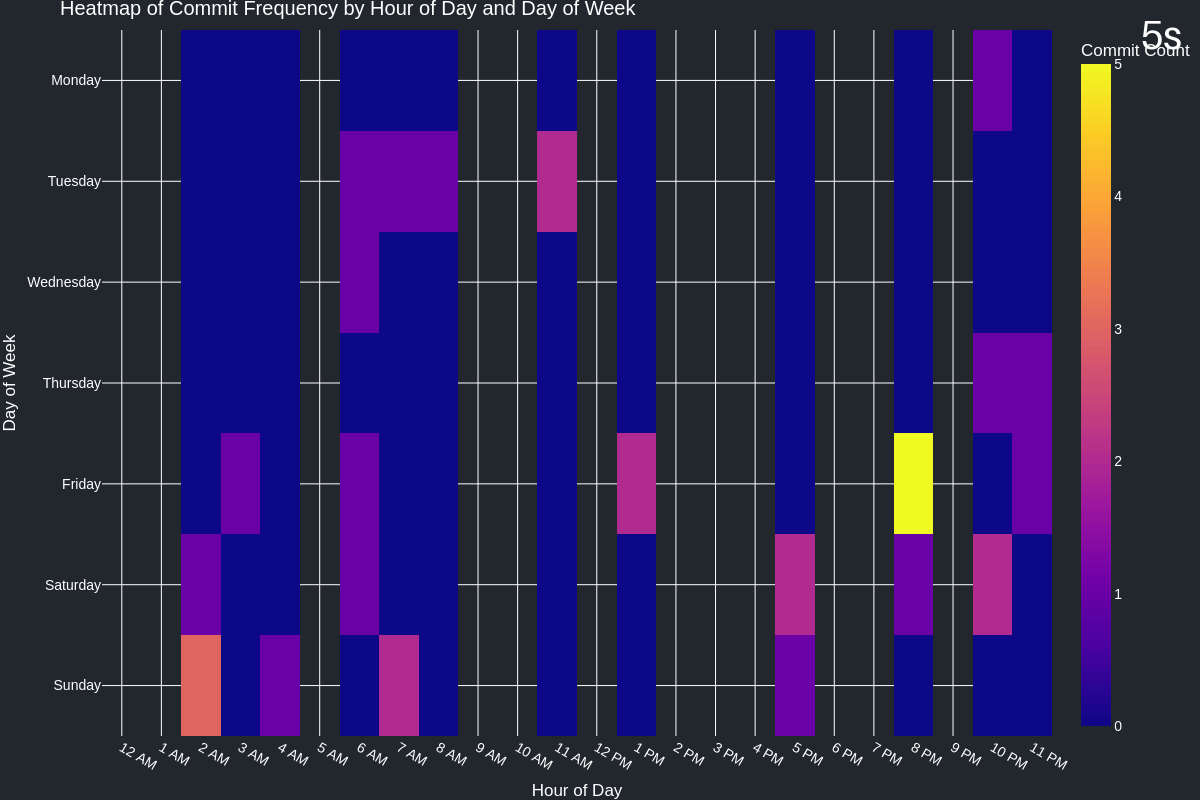 Heatmap of Commit Frequency by Hour of Day and Day of Week
5s
Commit Count
5
4
3
2
1
0
Day of Week
Monday
Tuesday
Wednesday
Thursday
Friday
Saturday
Sunday
12 AM
1 AM
2 AM
3 AM
4 AM
5 AM
6 AM
7 AM
8 AM
9 AM
10 AM
11 AM
12 PM
1 PM
2 PM
3 PM
4 PM
5 PM
6 PM
7 PM
8 PM
9 PM
10 PM
11 PM
Hour of Day